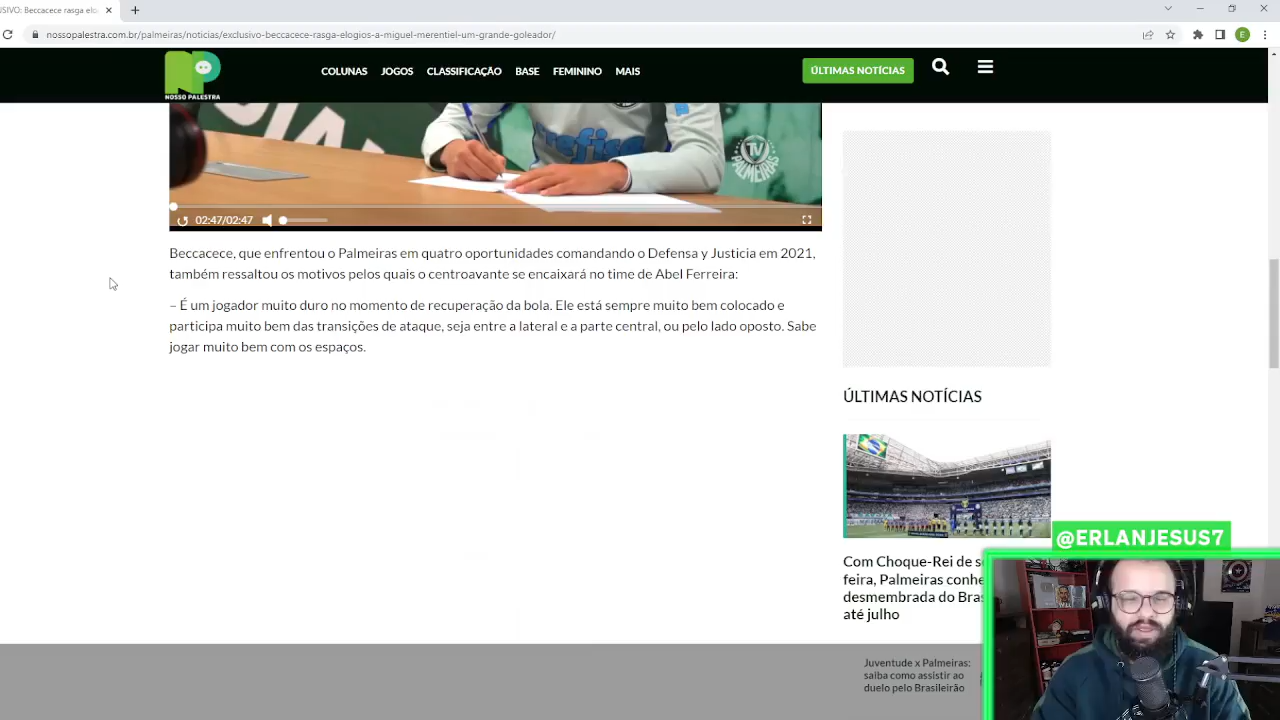 USIVO: Beccacece rasga elo
nossopalestra.com.br/palmeiras/noticias/exclusivo-beccacece-rasga-elogios-a-miguel-merentiel-um-grande-goleador/
E
NP
NOSSO PALESTRA
COLUNAS JOGOS CLASSIFICAÇÃO BASE FEMININO MAIS
ÚLTIMAS NOTÍCIAS
TV
PALMEIRAS
02:47/02:47
Beccacece, que enfrentou o Palmeiras em quatro oportunidades comandando o Defensa y Justicia em 2021,
também ressaltou os motivos pelos quais o centroavante se encaixará no time de Abel Ferreira:
– É um jogador muito duro no momento de recuperação da bola. Ele está sempre muito bem colocado e
participa muito bem das transições de ataque, seja entre a lateral e a parte central, ou pelo lado oposto. Sabe
jogar muito bem com os espaços.
ÚLTIMAS NOTÍCIAS
Com Choque-Rei de se
feira, Palmeiras conhe
desmembrada do Bras
até julho
@ERLANJESUS7
Juventude x Palmeiras:
saiba como assistir ao
duelo pelo Brasileirão